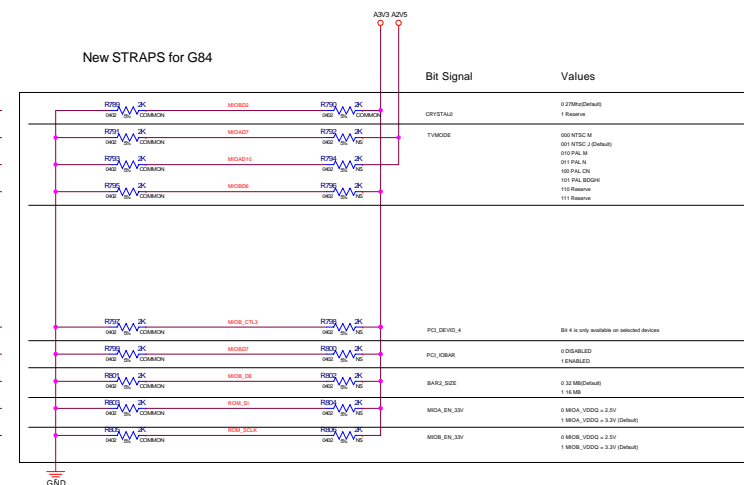 A3V3 A2V5
New STRAPS for G84
Bit Signal Values
R789 2K MIOBD2 R790 2K 0 27Mhz(Default)
0402 5% COMMON 0402 5% COMMON CRYSTAL0 1 Reserve
R791 2K MIOAD7 R792 2K TVMODE 000 NTSC M
0402 5% COMMON 0402 5% NS 001 NTSC J (Default)
010 PAL M
R793 2K MIOAD10 R794 2K 011 PAL N
0402 5% COMMON 0402 5% NS 100 PAL CN
101 PAL BDGHI
R795 2K MIOBD6 R796 2K 110 Reserve
0402 5% COMMON 0402 5% NS 111 Reserve
R797 2K MIOB_CTL3 R798 2K
0402 5% COMMON 0402 5% NS PCI_DEVID_4 Bit 4 is only available on selected devices
R799 2K MIOBD7 R800 2K 0 DISABLED
0402 5% COMMON 0402 5% NS PCI_IOBAR 1 ENABLED
R801 2K MIOB_DE R802 2K BAR2_SIZE 0 32 MB(Default)
0402 5% COMMON 0402 5% NS 1 16 MB
R803 2K ROM_SI R804 2K MIOA_EN_33V 0 MIOA_VDDQ = 2.5V
0402 5% COMMON 0402 5% NS 1 MIOA_VDDQ = 3.3V (Default)
R805 2K ROM_SCLK R806 2K MIOB_EN_33V 0 MIOB_VDDQ = 2.5V
0402 5% COMMON 0402 5% NS 1 MIOB_VDDQ = 3.3V (Default)
GND